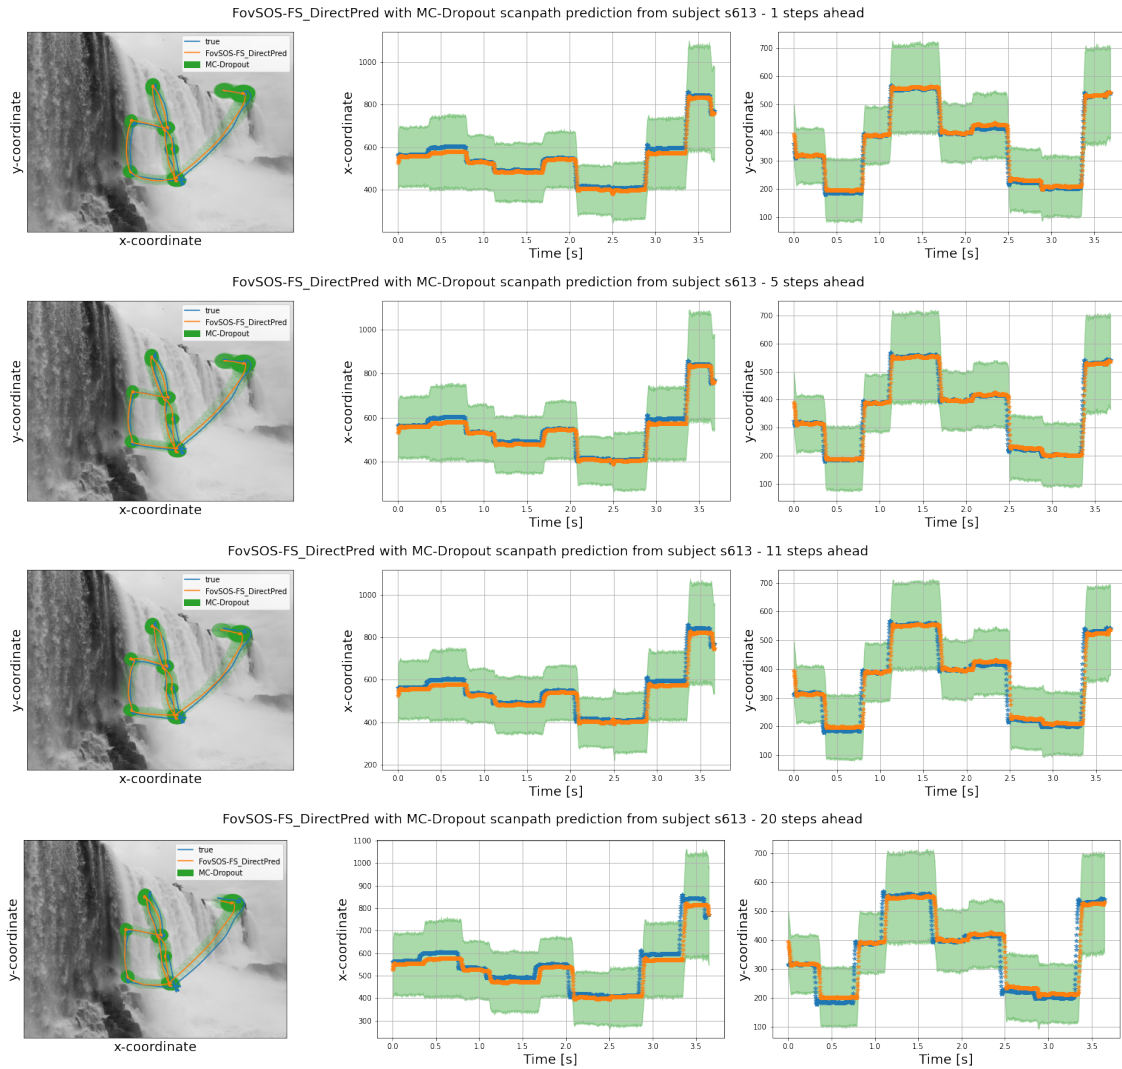 FovSOS-FS_DirectPred with MC-Dropout scanpath prediction from subject s613 - 1 steps ahead
true
FovSOS-FS_DirectPred
MC-Dropout
y-coordinate
x-coordinate
x-coordinate
1000
800
600
400
0.0 0.5 1.0 1.5 2.0 2.5 3.0 3.5
Time [s]
y-coordinate
700
600
500
400
300
200
100
0.0 0.5 1.0 1.5 2.0 2.5 3.0 3.5
Time [s]
FovSOS-FS_DirectPred with MC-Dropout scanpath prediction from subject s613 - 5 steps ahead
true
FovSOS-FS_DirectPred
MC-Dropout
y-coordinate
x-coordinate
x-coordinate
1000
800
600
400
0.0 0.5 1.0 1.5 2.0 2.5 3.0 3.5
Time [s]
y-coordinate
700
600
500
400
300
200
100
0.0 0.5 1.0 1.5 2.0 2.5 3.0 3.5
Time [s]
FovSOS-FS_DirectPred with MC-Dropout scanpath prediction from subject s613 - 11 steps ahead
true
FovSOS-FS_DirectPred
MC-Dropout
y-coordinate
x-coordinate
x-coordinate
1000
800
600
400
200
0.0 0.5 1.0 1.5 2.0 2.5 3.0 3.5
Time [s]
y-coordinate
700
600
500
400
300
200
100
0.0 0.5 1.0 1.5 2.0 2.5 3.0 3.5
Time [s]
FovSOS-FS_DirectPred with MC-Dropout scanpath prediction from subject s613 - 20 steps ahead
true
FovSOS-FS_DirectPred
MC-Dropout
y-coordinate
x-coordinate
x-coordinate
1100
1000
900
800
700
600
500
400
300
0.0 0.5 1.0 1.5 2.0 2.5 3.0 3.5
Time [s]
y-coordinate
700
600
500
400
300
200
100
0.0 0.5 1.0 1.5 2.0 2.5 3.0 3.5
Time [s]